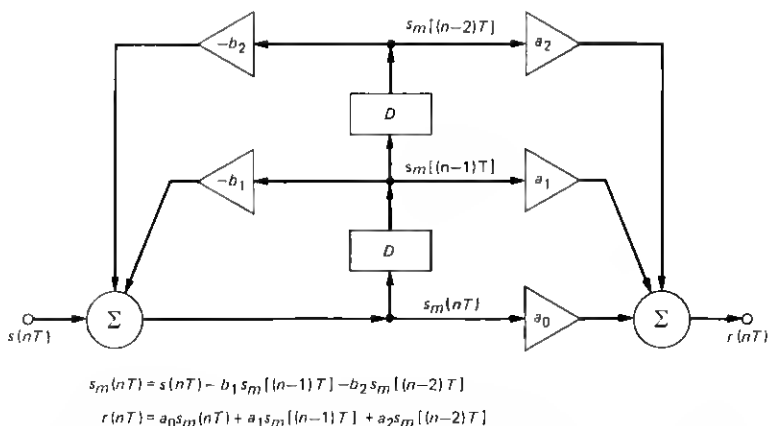 s_m[(n−2)T]
−b_2
a_2
D
s_m[(n−1)T]
−b_1
a_1
D
s_m(nT)
Σ
a_0
Σ
s(nT)
r(nT)
s_m(nT) = s(nT) − b_1 s_m[(n−1)T] − b_2 s_m[(n−2)T]
r(nT) = a_0 s_m(nT) + a_1 s_m[(n−1)T] + a_2 s_m[(n−2)T]